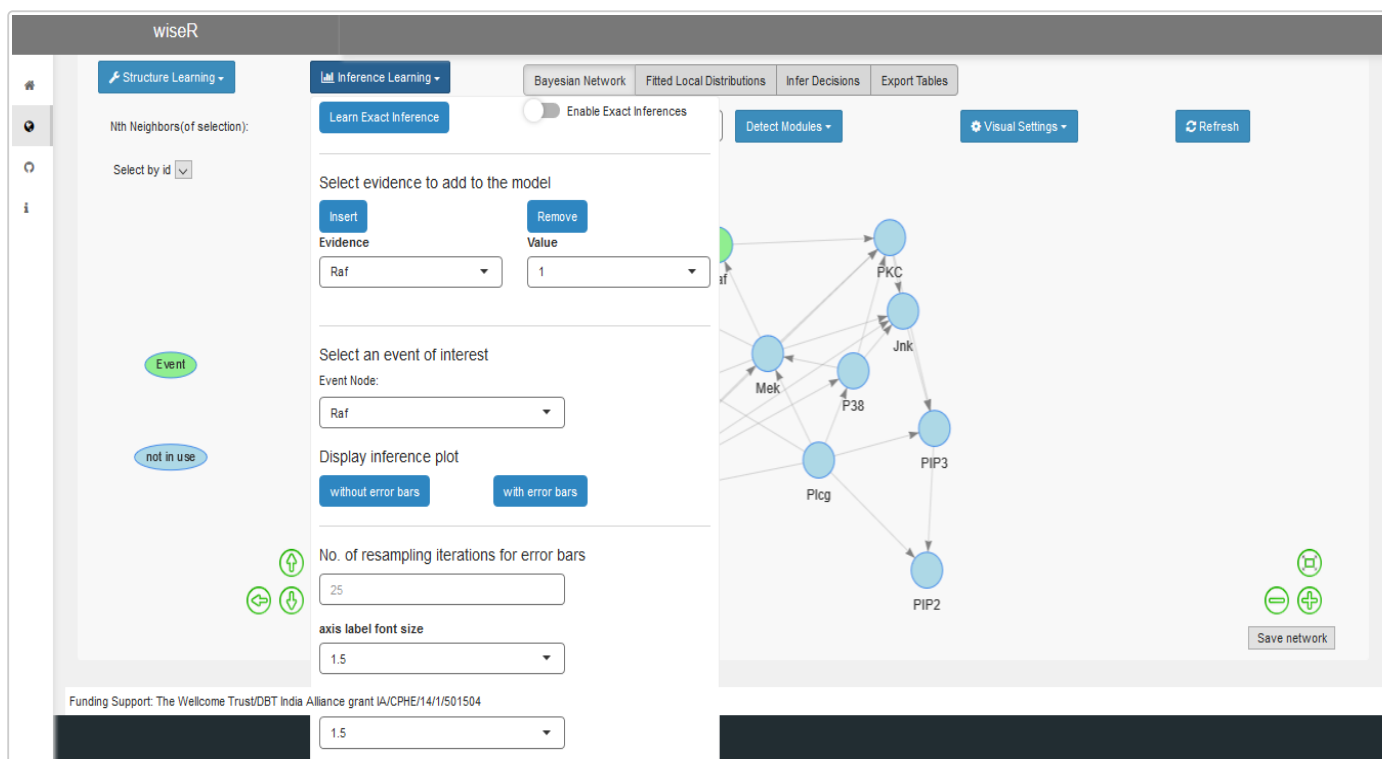 wiseR
Structure Learning
Inference Learning
Bayesian Network
Fitted Local Distributions
Infer Decisions
Export Tables
Learn Exact Inference
Enable Exact Inferences
Nth Neighbors(of selection):
Detect Modules
Visual Settings
Refresh
Select by id
Select evidence to add to the model
Insert
Remove
Evidence
Value
Raf
1
af
PKC
Jnk
Mek
P38
PIP3
Plcg
PIP2
Event
not in use
Select an event of interest
Event Node:
Raf
Display inference plot
without error bars
with error bars
No. of resampling iterations for error bars
25
axis label font size
1.5
Save network
Funding Support: The Wellcome Trust/DBT India Alliance grant IA/CPHE/14/1/501504
1.5